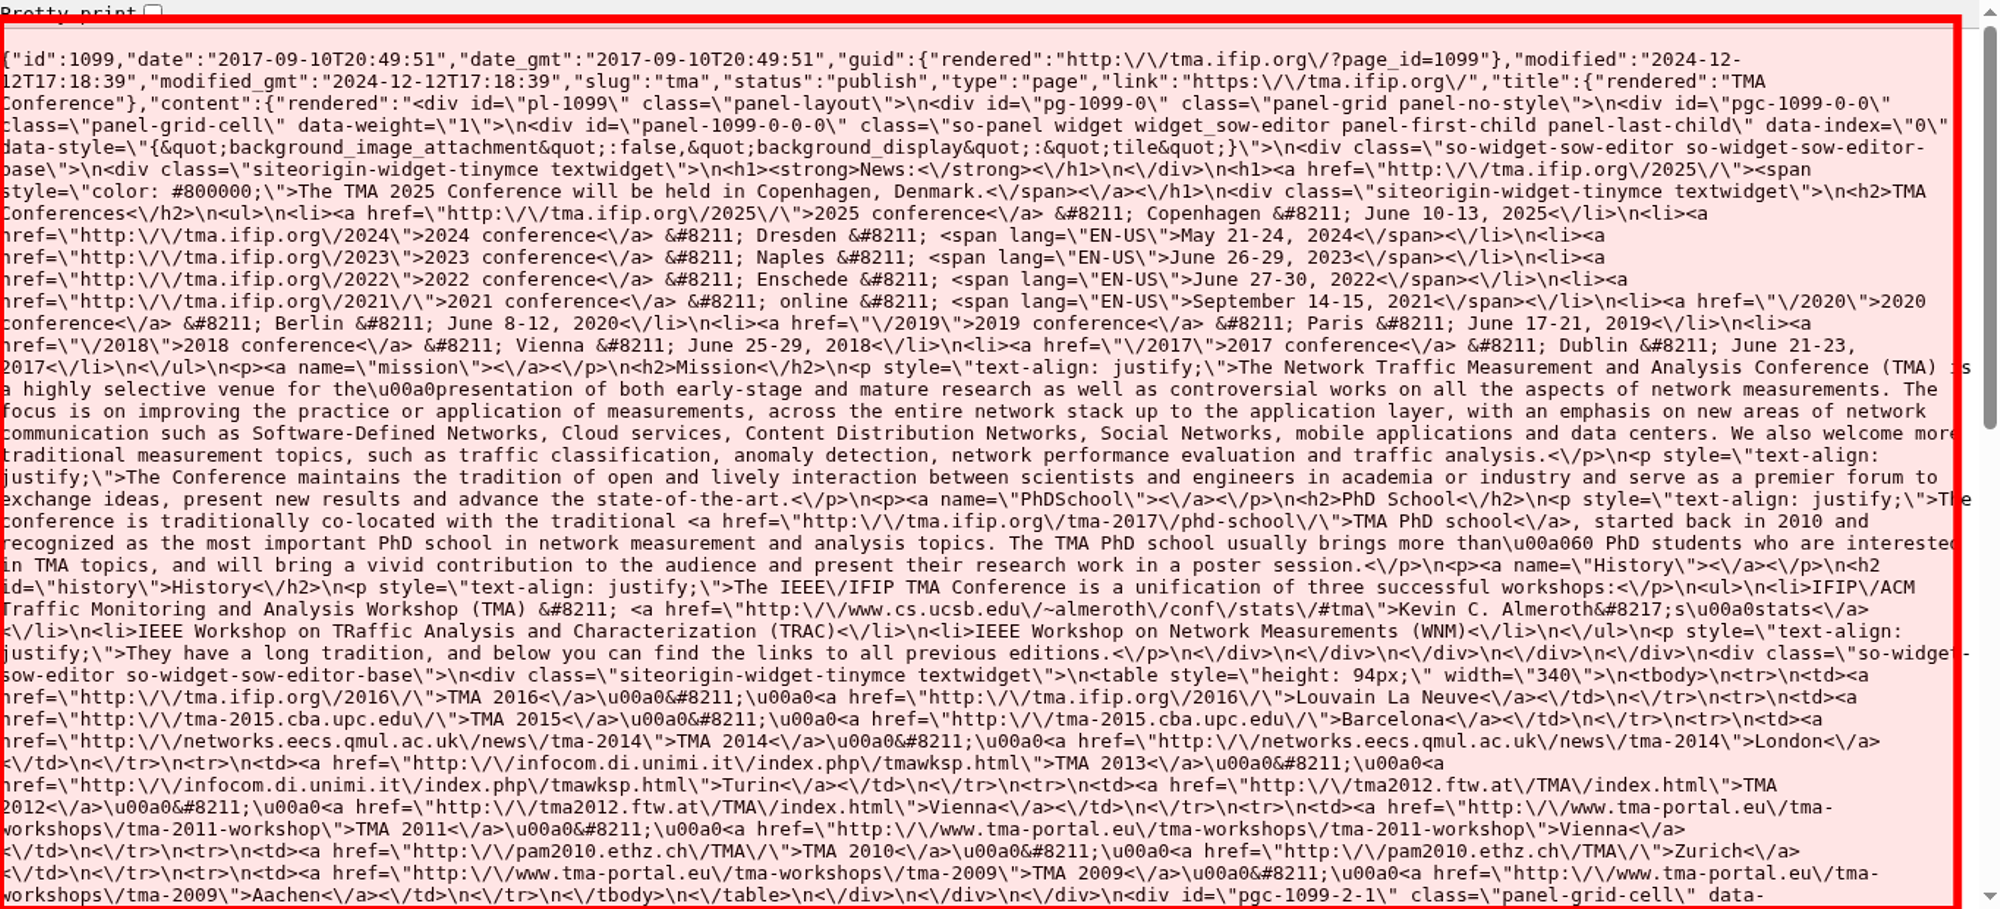 Pretty print
{"id":1099,"date":"2017-09-10T20:49:51","date_gmt":"2017-09-10T20:49:51","guid":{"rendered":"http:\/\/tma.ifip.org\/?page_id=1099"},"modified":"2024-12-
12T17:18:39","modified_gmt":"2024-12-12T17:18:39","slug":"tma","status":"publish","type":"page","link":"https:\/\/tma.ifip.org\/","title":{"rendered":"TMA
Conference"},"content":{"rendered":"<div id=\"pl-1099\" class=\"panel-layout\">\n<div id=\"pg-1099-0\" class=\"panel-grid panel-no-style\">\n<div id=\"pgc-1099-0-0\"
class=\"panel-grid-cell\" data-weight=\"1\">\n<div id=\"panel-1099-0-0-0\" class=\"so-panel widget widget_sow-editor panel-first-child panel-last-child\" data-index=\"0\"
data-style=\"{&quot;background_image_attachment&quot;:false,&quot;background_display&quot;:&quot;tile&quot;}\">\n<div class=\"so-widget-sow-editor so-widget-sow-editor-
base\">\n<div class=\"siteorigin-widget-tinymce textwidget\">\n<h1><strong>News:<\/strong><\/h1>\n<\/div>\n<h1><a href=\"http:\/\/tma.ifip.org\/2025\/\"><span
style=\"color: #800000;\">The TMA 2025 Conference will be held in Copenhagen, Denmark.<\/span><\/a><\/h1>\n<div class=\"siteorigin-widget-tinymce textwidget\">\n<h2>TMA
Conferences<\/h2>\n<ul>\n<li><a href=\"http:\/\/tma.ifip.org\/2025\/\">2025 conference<\/a> &#8211; Copenhagen &#8211; June 10-13, 2025<\/li>\n<li><a
href=\"http:\/\/tma.ifip.org\/2024\">2024 conference<\/a> &#8211; Dresden &#8211; <span lang=\"EN-US\">May 21-24, 2024<\/span><\/li>\n<li><a
href=\"http:\/\/tma.ifip.org\/2023\">2023 conference<\/a> &#8211; Naples &#8211; <span lang=\"EN-US\">June 26-29, 2023<\/span><\/li>\n<li><a
href=\"http:\/\/tma.ifip.org\/2022\">2022 conference<\/a> &#8211; Enschede &#8211; <span lang=\"EN-US\">June 27-30, 2022<\/span><\/li>\n<li><a
href=\"http:\/\/tma.ifip.org\/2021\/\">2021 conference<\/a> &#8211; online &#8211; <span lang=\"EN-US\">September 14-15, 2021<\/span><\/li>\n<li><a href=\"\/2020\">2020
conference<\/a> &#8211; Berlin &#8211; June 8-12, 2020<\/li>\n<li><a href=\"\/2019\">2019 conference<\/a> &#8211; Paris &#8211; June 17-21, 2019<\/li>\n<li><a
href=\"\/2018\">2018 conference<\/a> &#8211; Vienna &#8211; June 25-29, 2018<\/li>\n<li><a href=\"\/2017\">2017 conference<\/a> &#8211; Dublin &#8211; June 21-23,
2017<\/li>\n<\/ul>\n<p><a name=\"mission\"><\/a><\/p>\n<h2>Mission<\/h2>\n<p style=\"text-align: justify;\">The Network Traffic Measurement and Analysis Conference (TMA) is
a highly selective venue for the\u00a0presentation of both early-stage and mature research as well as controversial works on all the aspects of network measurements. The
focus is on improving the practice or application of measurements, across the entire network stack up to the application layer, with an emphasis on new areas of network
communication such as Software-Defined Networks, Cloud services, Content Distribution Networks, Social Networks, mobile applications and data centers. We also welcome more
traditional measurement topics, such as traffic classification, anomaly detection, network performance evaluation and traffic analysis.<\/p>\n<p style=\"text-align:
justify;\">The Conference maintains the tradition of open and lively interaction between scientists and engineers in academia or industry and serve as a premier forum to
exchange ideas, present new results and advance the state-of-the-art.<\/p>\n<p><a name=\"PhDSchool\"><\/a><\/p>\n<h2>PhD School<\/h2>\n<p style=\"text-align: justify;\">The
conference is traditionally co-located with the traditional <a href=\"http:\/\/tma.ifip.org\/tma-2017\/phd-school\/\">TMA PhD school<\/a>, started back in 2010 and
recognized as the most important PhD school in network measurement and analysis topics. The TMA PhD school usually brings more than\u00a060 PhD students who are interested
in TMA topics, and will bring a vivid contribution to the audience and present their research work in a poster session.<\/p>\n<p><a name=\"History\"><\/a><\/p>\n<h2
id=\"history\">History<\/h2>\n<p style=\"text-align: justify;\">The IEEE\/IFIP TMA Conference is a unification of three successful workshops:<\/p>\n<ul>\n<li>IFIP\/ACM
Traffic Monitoring and Analysis Workshop (TMA) &#8211; <a href=\"http:\/\/www.cs.ucsb.edu\/~almeroth\/conf\/stats\/#tma\">Kevin C. Almeroth&#8217;s\u00a0stats<\/a>
<\/li>\n<li>IEEE Workshop on TRaffic Analysis and Characterization (TRAC)<\/li>\n<li>IEEE Workshop on Network Measurements (WNM)<\/li>\n<\/ul>\n<p style=\"text-align:
justify;\">They have a long tradition, and below you can find the links to all previous editions.<\/p>\n<\/div>\n<\/div>\n<\/div>\n<\/div>\n<\/div>\n<div class=\"so-widget-
sow-editor so-widget-sow-editor-base\">\n<div class=\"siteorigin-widget-tinymce textwidget\">\n<table style=\"height: 94px;\" width=\"340\">\n<tbody>\n<tr>\n<td><a
href=\"http:\/\/tma.ifip.org\/2016\/\">TMA 2016<\/a>\u00a0&#8211;\u00a0<a href=\"http:\/\/tma.ifip.org\/2016\/\">Louvain La Neuve<\/a><\/td>\n<\/tr>\n<tr>\n<td><a
href=\"http:\/\/tma-2015.cba.upc.edu\/\">TMA 2015<\/a>\u00a0&#8211;\u00a0<a href=\"http:\/\/tma-2015.cba.upc.edu\/\">Barcelona<\/a><\/td>\n<\/tr>\n<tr>\n<td><a
href=\"http:\/\/networks.eecs.qmul.ac.uk\/news\/tma-2014\">TMA 2014<\/a>\u00a0&#8211;\u00a0<a href=\"http:\/\/networks.eecs.qmul.ac.uk\/news\/tma-2014\">London<\/a>
<\/td>\n<\/tr>\n<tr>\n<td><a href=\"http:\/\/infocom.di.unimi.it\/index.php\/tmawksp.html\">TMA 2013<\/a>\u00a0&#8211;\u00a0<a
href=\"http:\/\/infocom.di.unimi.it\/index.php\/tmawksp.html\">Turin<\/a><\/td>\n<\/tr>\n<tr>\n<td><a href=\"http:\/\/tma2012.ftw.at\/TMA\/index.html\">TMA
2012<\/a>\u00a0&#8211;\u00a0<a href=\"http:\/\/tma2012.ftw.at\/TMA\/index.html\">Vienna<\/a><\/td>\n<\/tr>\n<tr>\n<td><a href=\"http:\/\/www.tma-portal.eu\/tma-
workshops\/tma-2011-workshop\">TMA 2011<\/a>\u00a0&#8211;\u00a0<a href=\"http:\/\/www.tma-portal.eu\/tma-workshops\/tma-2011-workshop\">Vienna<\/a>
<\/td>\n<\/tr>\n<tr>\n<td><a href=\"http:\/\/pam2010.ethz.ch\/TMA\/\">TMA 2010<\/a>\u00a0&#8211;\u00a0<a href=\"http:\/\/pam2010.ethz.ch\/TMA\/\">Zurich<\/a>
<\/td>\n<\/tr>\n<tr>\n<td><a href=\"http:\/\/www.tma-portal.eu\/tma-workshops\/tma-2009\">TMA 2009<\/a>\u00a0&#8211;\u00a0<a href=\"http:\/\/www.tma-portal.eu\/tma-
workshops\/tma-2009\">Aachen<\/a><\/td>\n<\/tr>\n<\/tbody>\n<\/table>\n<\/div>\n<\/div>\n<\/div>\n<div id=\"pgc-1099-2-1\" class=\"panel-grid-cell\" data-